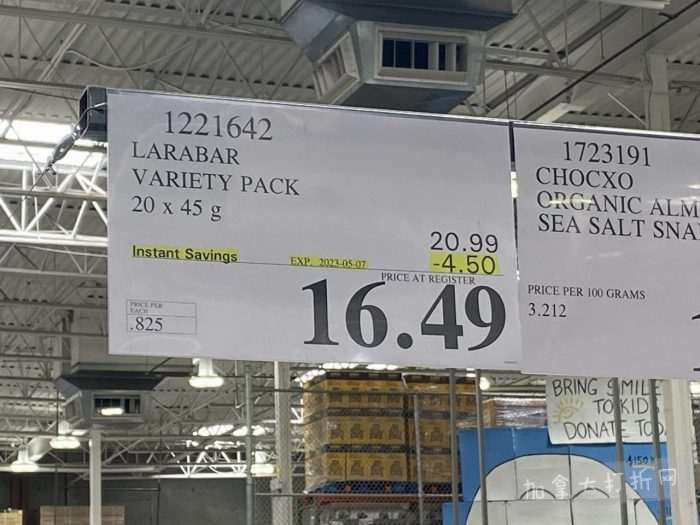 1221642
LARABAR
VARIETY PACK
20 x 45 g
20.99
Instant Savings
EXP. 2023-05-07
-4.50
PRICE AT REGISTER
16.49
PRICE PER
EACH
.825
1723191
CHOCXO
ORGANIC ALM
SEA SALT SNA
PRICE PER 100 GRAMS
3.212
BRING SMILE
TO KID
DONATE TOD
加拿大打折网